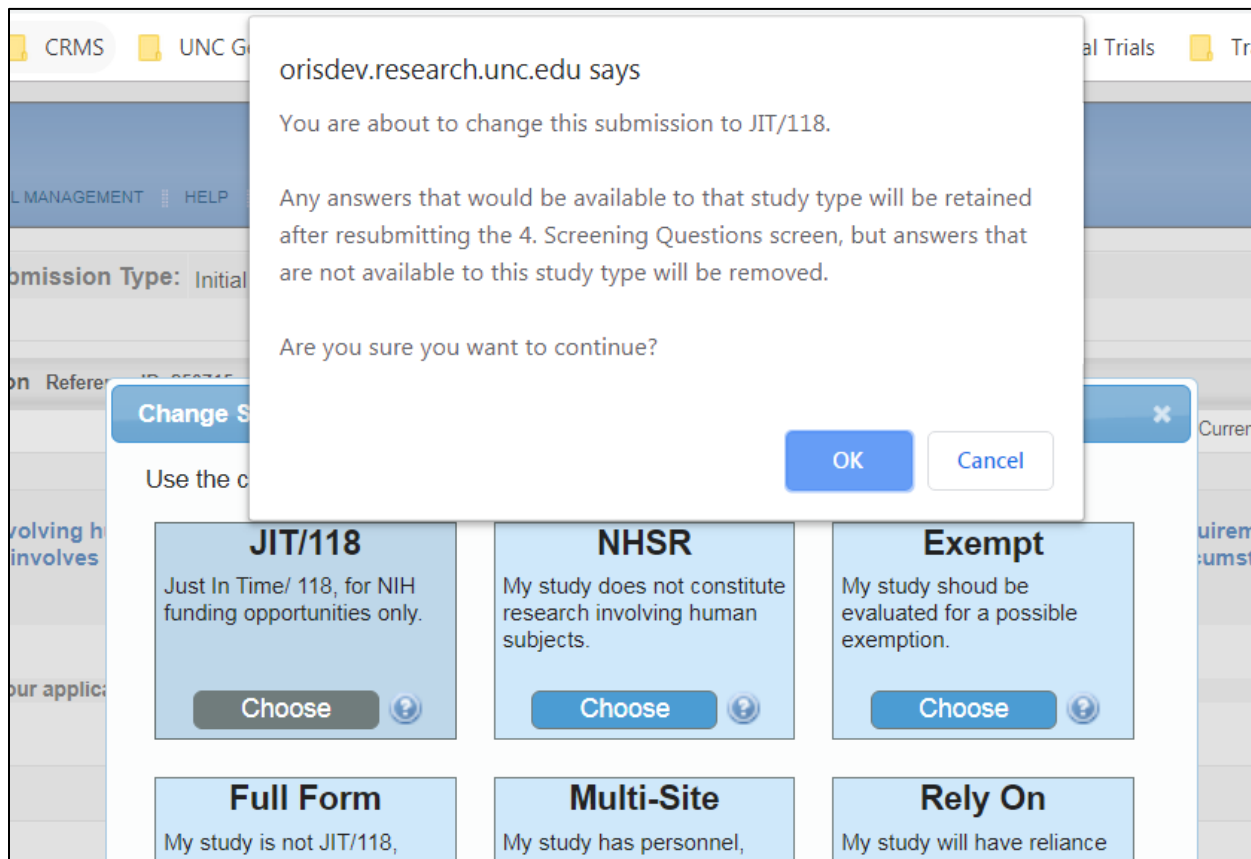 CRMS
UNC G
al Trials
Tr
orisdev.research.unc.edu says
You are about to change this submission to JIT/118.
Any answers that would be available to that study type will be retained
after resubmitting the 4. Screening Questions screen, but answers that
are not available to this study type will be removed.
Are you sure you want to continue?
OK
Cancel
L MANAGEMENT
HELP
bmission Type: Initial
on Refere
Change S
Curren
Use the c
volving h
involves
uirem
cumst
our applica
JIT/118
Just In Time/ 118, for NIH
funding opportunities only.
Choose
NHSR
My study does not constitute
research involving human
subjects.
Choose
Exempt
My study shoud be
evaluated for a possible
exemption.
Choose
Full Form
My study is not JIT/118,
Multi-Site
My study has personnel,
Rely On
My study will have reliance